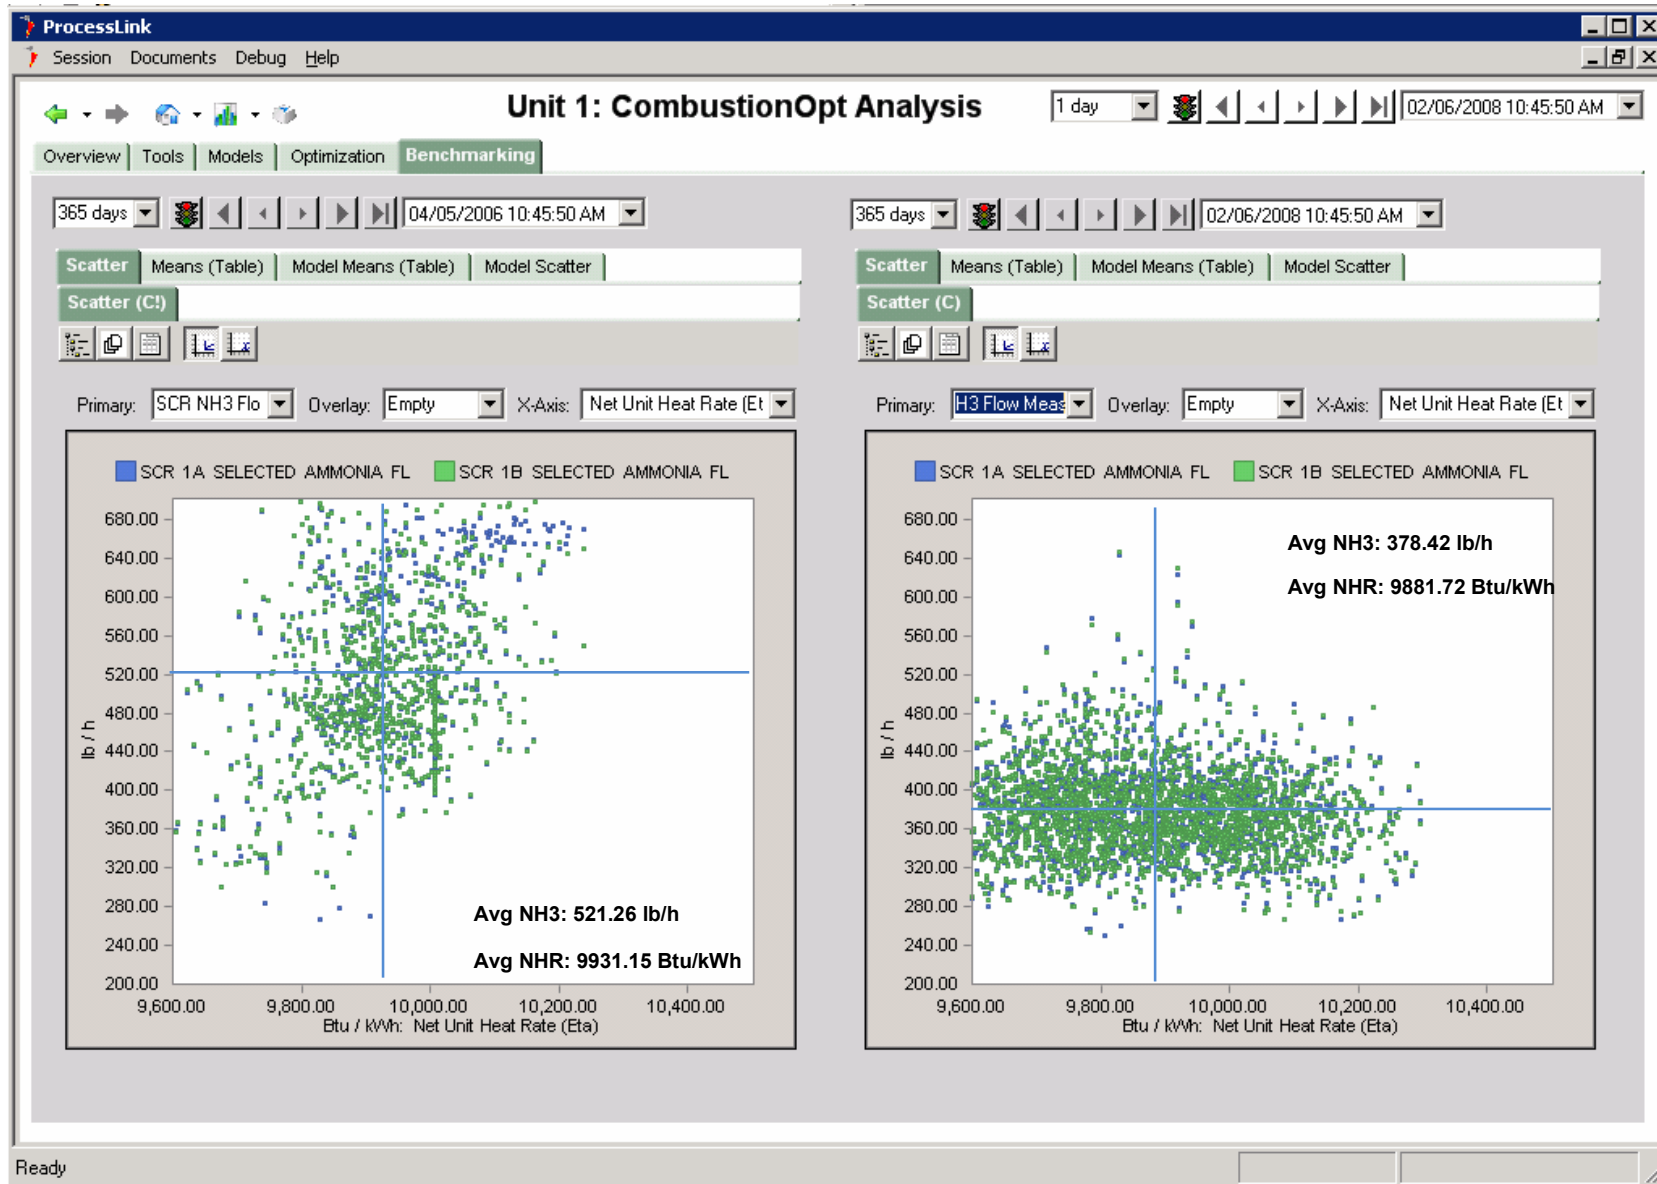 ProcessLink
Session Documents Debug Help
Unit 1: CombustionOpt Analysis
1 day
02/06/2008 10:45:50 AM
Overview Tools Models Optimization Benchmarking
365 days
04/05/2006 10:45:50 AM
Scatter Means (Table) Model Means (Table) Model Scatter
Scatter (C!)
Primary: SCR NH3 Flo Overlay: Empty X-Axis: Net Unit Heat Rate (Et
SCR 1A SELECTED AMMONIA FL SCR 1B SELECTED AMMONIA FL
680.00
640.00
600.00
560.00
520.00
480.00
440.00
400.00
360.00
320.00
280.00
240.00
200.00
lb / h
Avg NH3: 521.26 lb/h
Avg NHR: 9931.15 Btu/kWh
9,600.00 9,800.00 10,000.00 10,200.00 10,400.00
Btu / kWh: Net Unit Heat Rate (Eta)
365 days
02/06/2008 10:45:50 AM
Scatter Means (Table) Model Means (Table) Model Scatter
Scatter (C)
Primary: H3 Flow Meas Overlay: Empty X-Axis: Net Unit Heat Rate (Et
SCR 1A SELECTED AMMONIA FL SCR 1B SELECTED AMMONIA FL
680.00
640.00
600.00
560.00
520.00
480.00
440.00
400.00
360.00
320.00
280.00
240.00
200.00
lb / h
Avg NH3: 378.42 lb/h
Avg NHR: 9881.72 Btu/kWh
9,600.00 9,800.00 10,000.00 10,200.00 10,400.00
Btu / kWh: Net Unit Heat Rate (Eta)
Ready